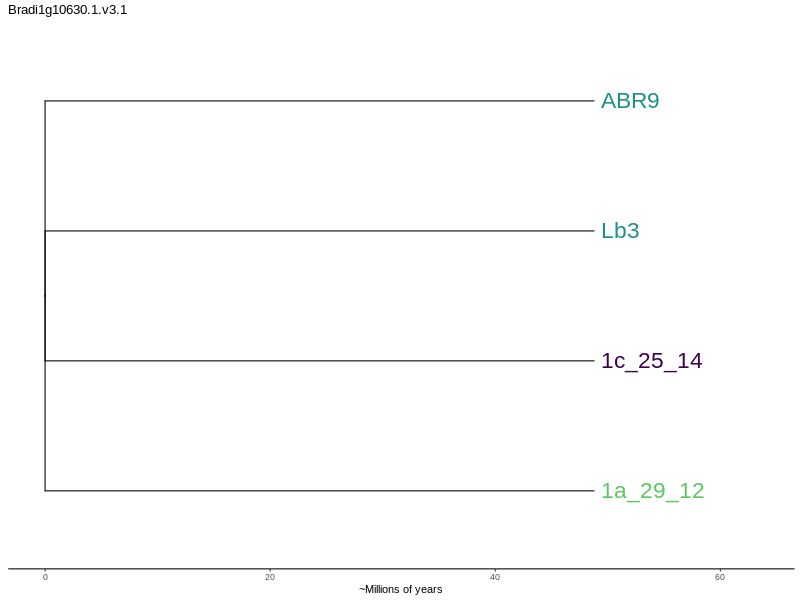 Bradi1g10630.1.v3.1
ABR9
Lb3
1c_25_14
1a_29_12
0 20 40 60
~Millions of years